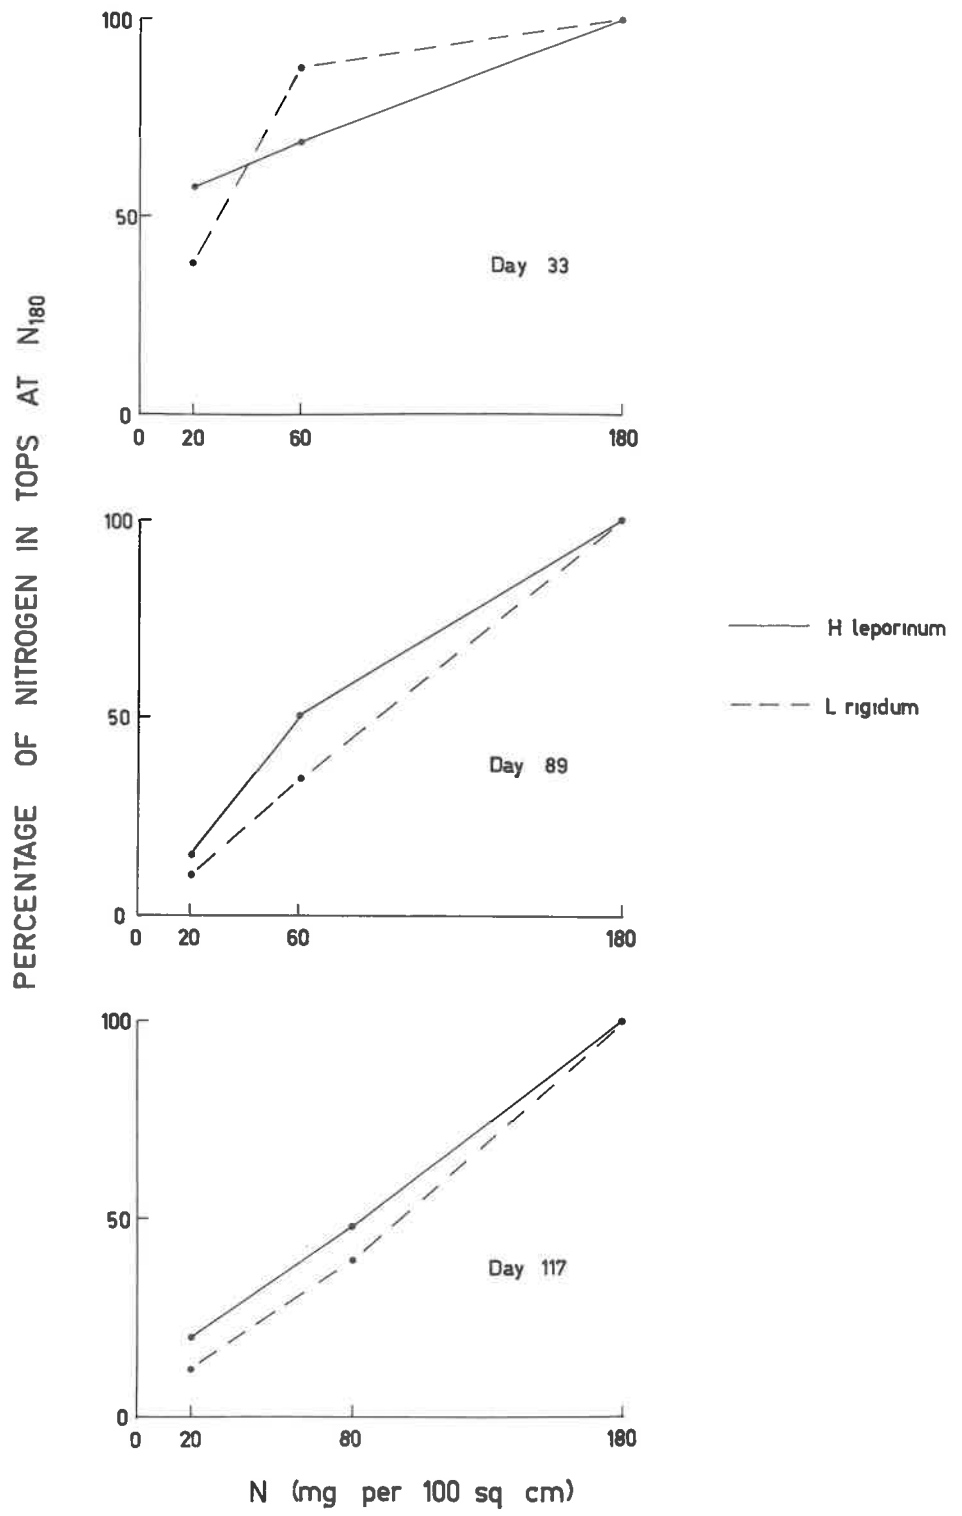 PERCENTAGE OF NITROGEN IN TOPS AT N180
100
50
0
0 20 60 180
Day 33
100
50
0
0 20 60 180
Day 89
H leporinum
L rigidum
100
50
0
0 20 80 180
Day 117
N (mg per 100 sq cm)